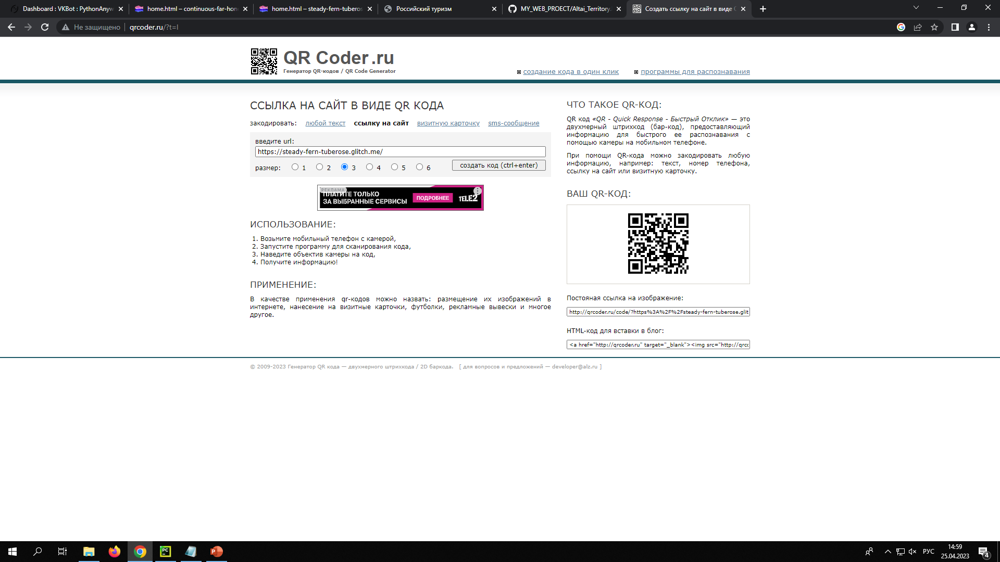 Dashboard : VKBot : PythonAnyw
home.html – continuous-far-hon
home.html – steady-fern-tuberos
Российский туризм
MY_WEB_PROECT/Altai_Territory.
Создать ссылку на сайт в виде
Не защищено
qrcoder.ru/?t=l
QR Coder.ru
Генератор QR-кодов / QR Code Generator
создание кода в один клик
программы для распознавания
ССЫЛКА НА САЙТ В ВИДЕ QR КОДА
закодировать: любой текст ссылку на сайт визитную карточку sms-сообщение
введите url:
https://steady-fern-tuberose.glitch.me/
размер: 1 2 3 4 5 6 создать код (ctrl+enter)
РЕКЛАМА
ПЛАТИТЕ ТОЛЬКО
ЗА ВЫБРАННЫЕ СЕРВИСЫ
ПОДРОБНЕЕ
TELE2
ИСПОЛЬЗОВАНИЕ:
1. Возьмите мобильный телефон с камерой,
2. Запустите программу для сканирования кода,
3. Наведите объектив камеры на код,
4. Получите информацию!
ПРИМЕНЕНИЕ:
В качестве применения qr-кодов можно назвать: размещение их изображений в
интернете, нанесение на визитные карточки, футболки, рекламные вывески и многое
другое.
ЧТО ТАКОЕ QR-КОД:
QR код «QR - Quick Response - Быстрый Отклик» — это
двухмерный штрихкод (бар-код), предоставляющий
информацию для быстрого ее распознавания с
помощью камеры на мобильном телефоне.
При помощи QR-кода можно закодировать любую
информацию, например: текст, номер телефона,
ссылку на сайт или визитную карточку.
ВАШ QR-КОД:
Постояная ссылка на изображение:
http://qrcoder.ru/code/?https%3A%2F%2Fsteady-fern-tuberose.glit
HTML-код для вставки в блог:
<a href="http://qrcoder.ru" target="_blank"><img src="http://qrcc
© 2009-2023 Генератор QR кода — двухмерного штрихкода / 2D баркода. [ для вопросов и предложений — developer@alz.ru ]
РУС
14:59
25.04.2023
4